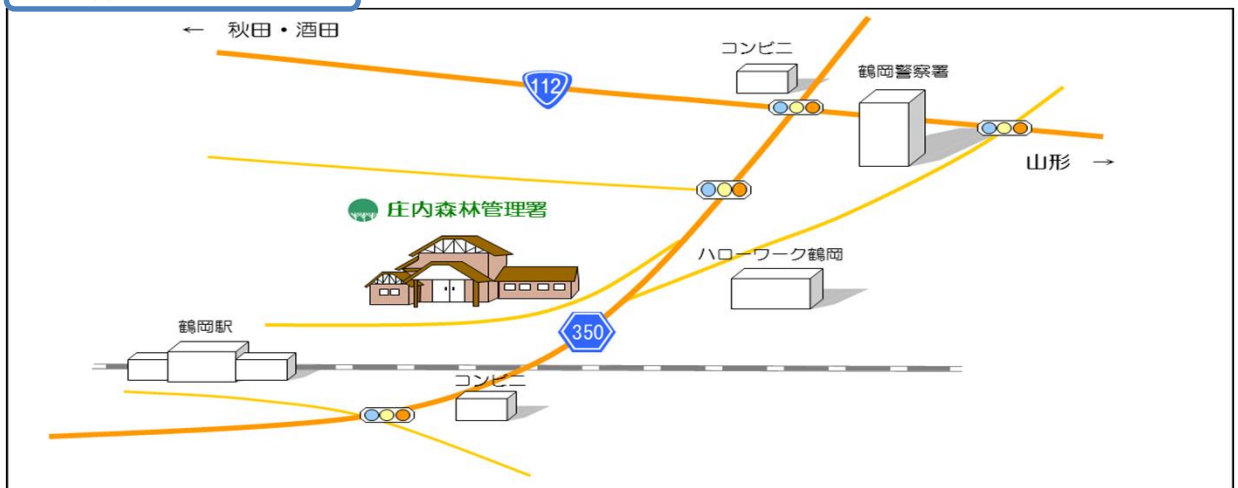 ← 秋田・酒田
コンビニ
鶴岡警察署
112
山形 →
庄内森林管理署
ハローワーク鶴岡
鶴岡駅
350
コンビニ